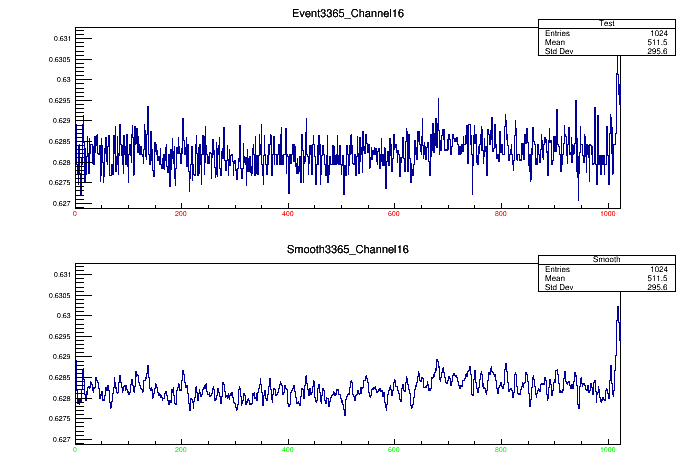 Event3365_Channel16
Test
Entries 1024
Mean 511.5
Std Dev 295.6
0.631
0.6305
0.63
0.6295
0.629
0.6285
0.628
0.6275
0.627
0 200 400 600 800 1000
Smooth3365_Channel16
Smooth
Entries 1024
Mean 511.5
Std Dev 295.6
0.631
0.6305
0.63
0.6295
0.629
0.6285
0.628
0.6275
0.627
0 200 400 600 800 1000